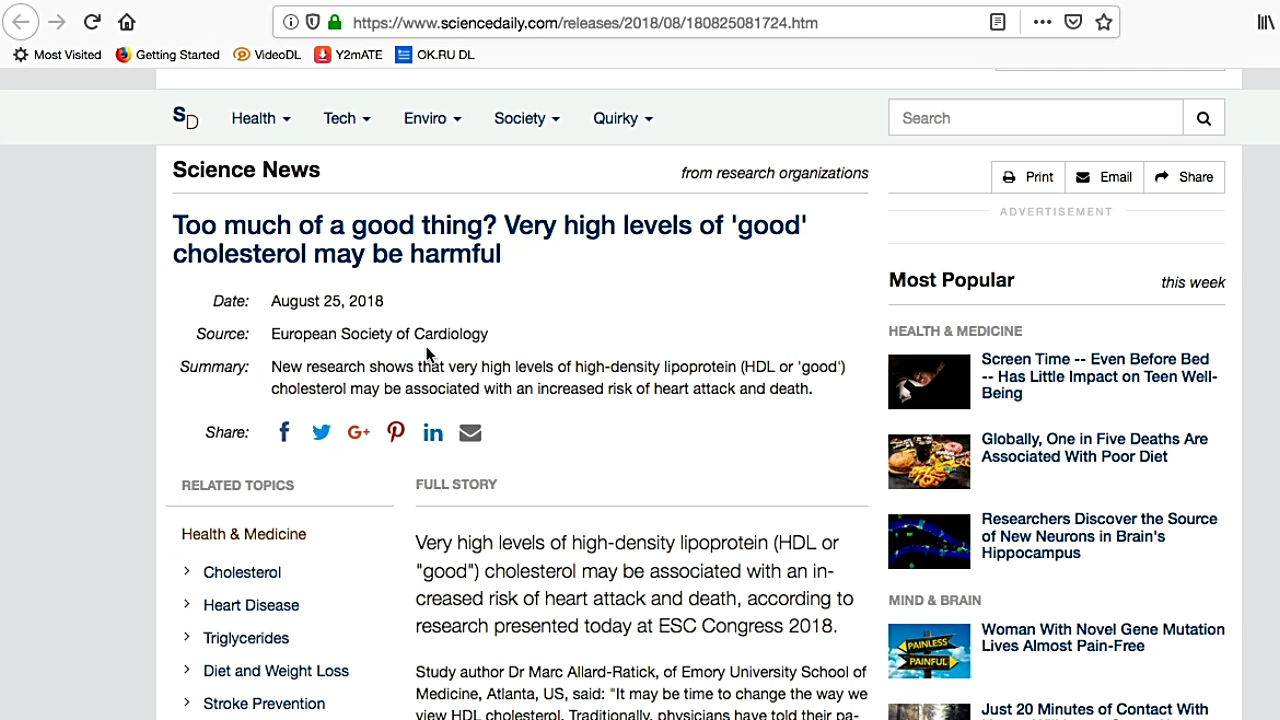 https://www.sciencedaily.com/releases/2018/08/180825081724.htm
Most Visited Getting Started VideoDL Y2mATE OK.RU DL
SD Health Tech Enviro Society Quirky Search
Science News from research organizations
Print Email Share
ADVERTISEMENT
Too much of a good thing? Very high levels of 'good'
cholesterol may be harmful
Date: August 25, 2018
Source: European Society of Cardiology
Summary: New research shows that very high levels of high-density lipoprotein (HDL or 'good')
cholesterol may be associated with an increased risk of heart attack and death.
Share: f G+ in
RELATED TOPICS
Health & Medicine
> Cholesterol
> Heart Disease
> Triglycerides
> Diet and Weight Loss
> Stroke Prevention
FULL STORY
Very high levels of high-density lipoprotein (HDL or
"good") cholesterol may be associated with an in-
creased risk of heart attack and death, according to
research presented today at ESC Congress 2018.
Study author Dr Marc Allard-Ratick, of Emory University School of
Medicine, Atlanta, US, said: "It may be time to change the way we
view HDL cholesterol. Traditionally, physicians have told their pa-
Most Popular this week
HEALTH & MEDICINE
Screen Time -- Even Before Bed
-- Has Little Impact on Teen Well-
Being
Globally, One in Five Deaths Are
Associated With Poor Diet
Researchers Discover the Source
of New Neurons in Brain's
Hippocampus
MIND & BRAIN
PAINLESS
PAINFUL
Woman With Novel Gene Mutation
Lives Almost Pain-Free
Just 20 Minutes of Contact With